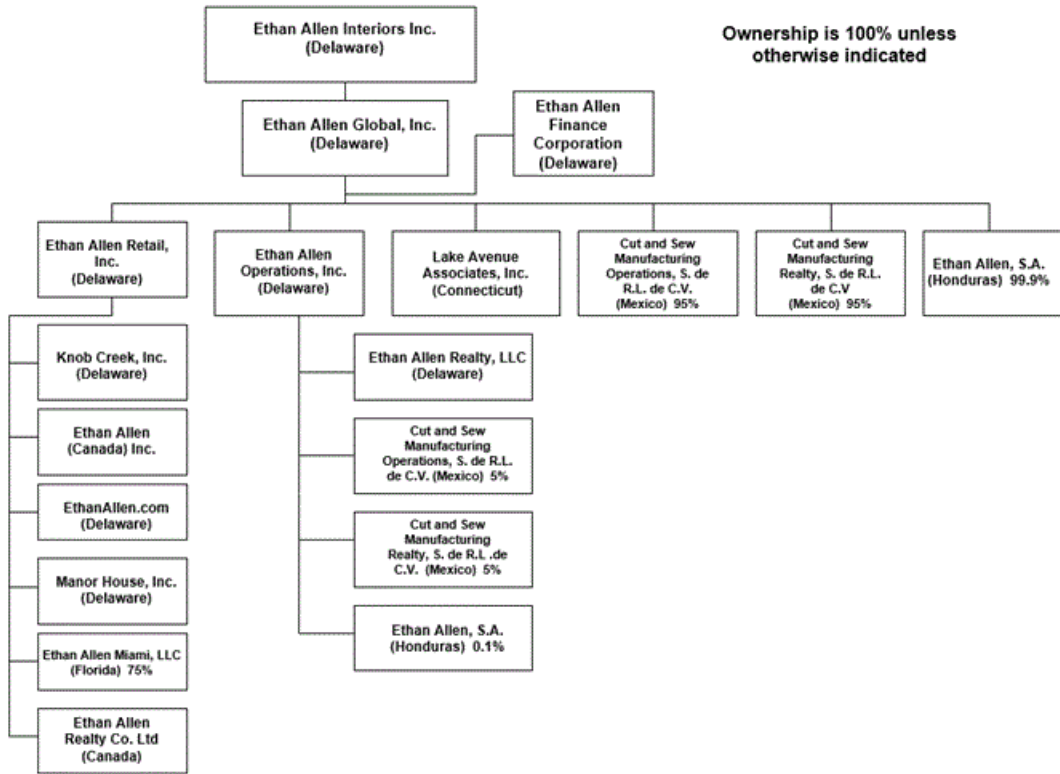 Ethan Allen Interiors Inc.
(Delaware)
Ownership is 100% unless
otherwise indicated
Ethan Allen Global, Inc.
(Delaware)
Ethan Allen
Finance
Corporation
(Delaware)
Ethan Allen Retail,
Inc.
(Delaware)
Ethan Allen
Operations, Inc.
(Delaware)
Lake Avenue
Associates, Inc.
(Connecticut)
Cut and Sew
Manufacturing
Operations, S. de
R.L. de C.V.
(Mexico) 95%
Cut and Sew
Manufacturing
Realty, S. de R.L.
de C.V
(Mexico) 95%
Ethan Allen, S.A.
(Honduras) 99.9%
Knob Creek, Inc.
(Delaware)
Ethan Allen
(Canada) Inc.
EthanAllen.com
(Delaware)
Manor House, Inc.
(Delaware)
Ethan Allen Miami, LLC
(Florida) 75%
Ethan Allen
Realty Co. Ltd
(Canada)
Ethan Allen Realty, LLC
(Delaware)
Cut and Sew
Manufacturing
Operations, S. de R.L.
de C.V. (Mexico) 5%
Cut and Sew
Manufacturing
Realty, S. de R.L .de
C.V. (Mexico) 5%
Ethan Allen, S.A.
(Honduras) 0.1%